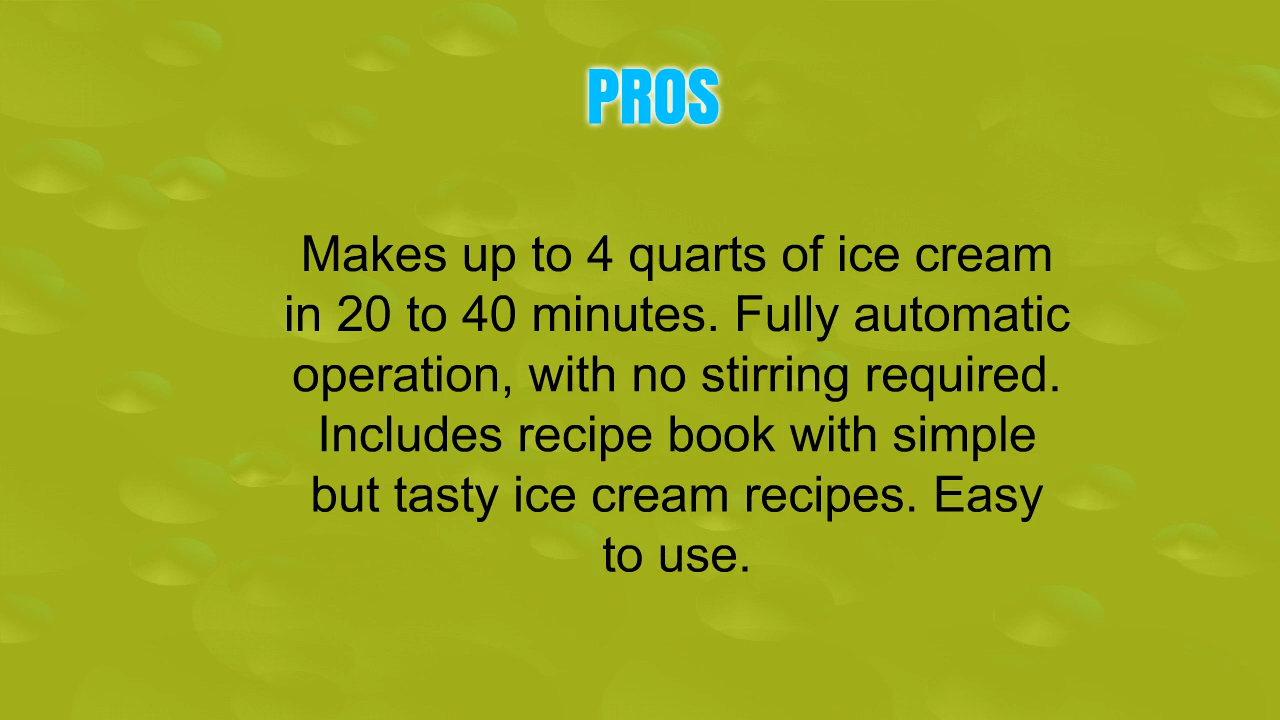 PROS
Makes up to 4 quarts of ice cream
in 20 to 40 minutes. Fully automatic
operation, with no stirring required.
Includes recipe book with simple
but tasty ice cream recipes. Easy
to use.